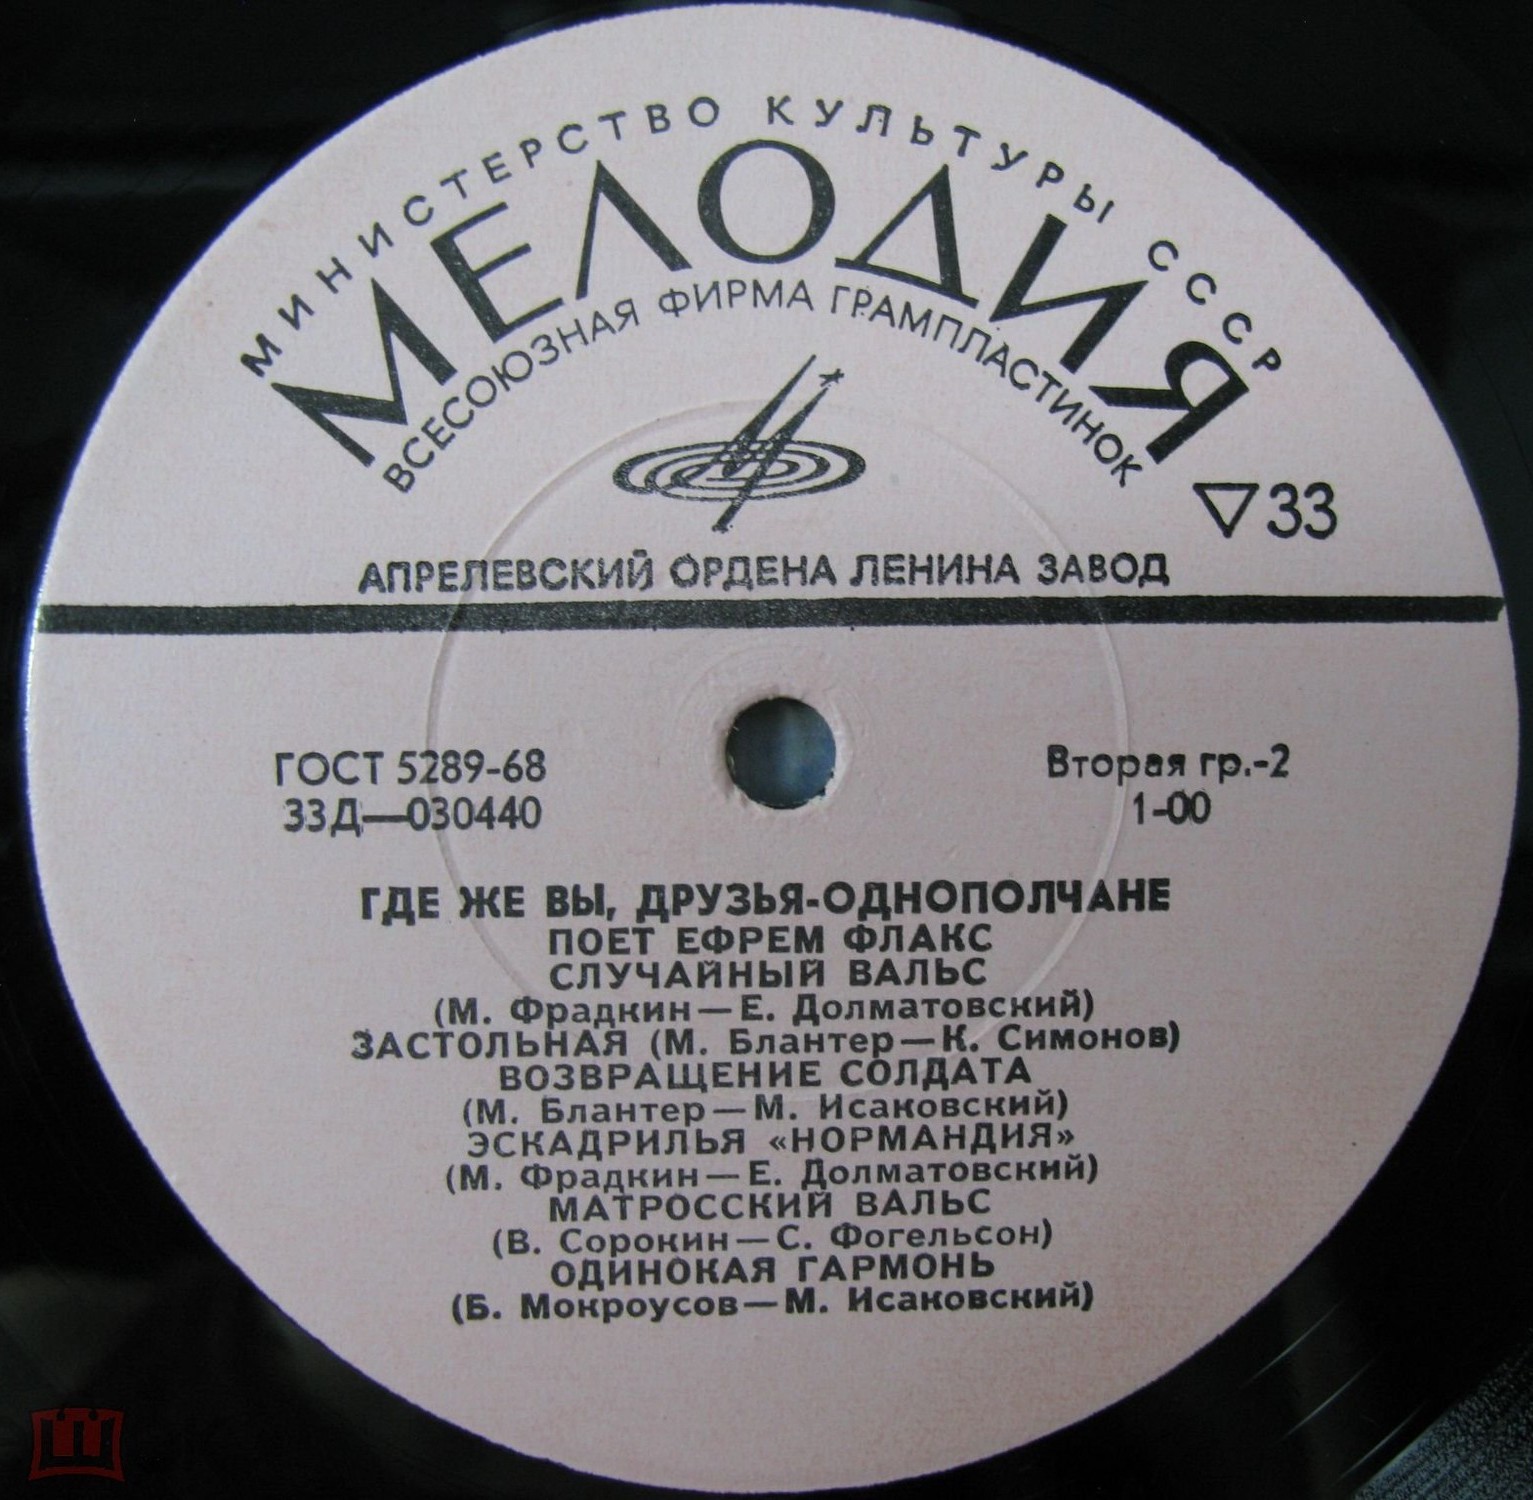 МИНИСТЕРСТВО КУЛЬТУРЫ СССР
МЕЛОДИЯ
ВСЕСОЮЗНАЯ ФИРМА ГРАМПЛАСТИНОК
▽33
АПРЕЛЕВСКИЙ ОРДЕНА ЛЕНИНА ЗАВОД
ГОСТ 5289-68
33Д—030440
Вторая гр.-2
1-00
ГДЕ ЖЕ ВЫ, ДРУЗЬЯ-ОДНОПОЛЧАНЕ
ПОЕТ ЕФРЕМ ФЛАКС
СЛУЧАЙНЫЙ ВАЛЬС
(М. Фрадкин—Е. Долматовский)
ЗАСТОЛЬНАЯ (М. Блантер—К. Симонов)
ВОЗВРАЩЕНИЕ СОЛДАТА
(М. Блантер—М. Исаковский)
ЭСКАДРИЛЬЯ «НОРМАНДИЯ»
(М. Фрадкин—Е. Долматовский)
МАТРОССКИЙ ВАЛЬС
(В. Сорокин—С. Фогельсон)
ОДИНОКАЯ ГАРМОНЬ
(Б. Мокроусов—М. Исаковский)